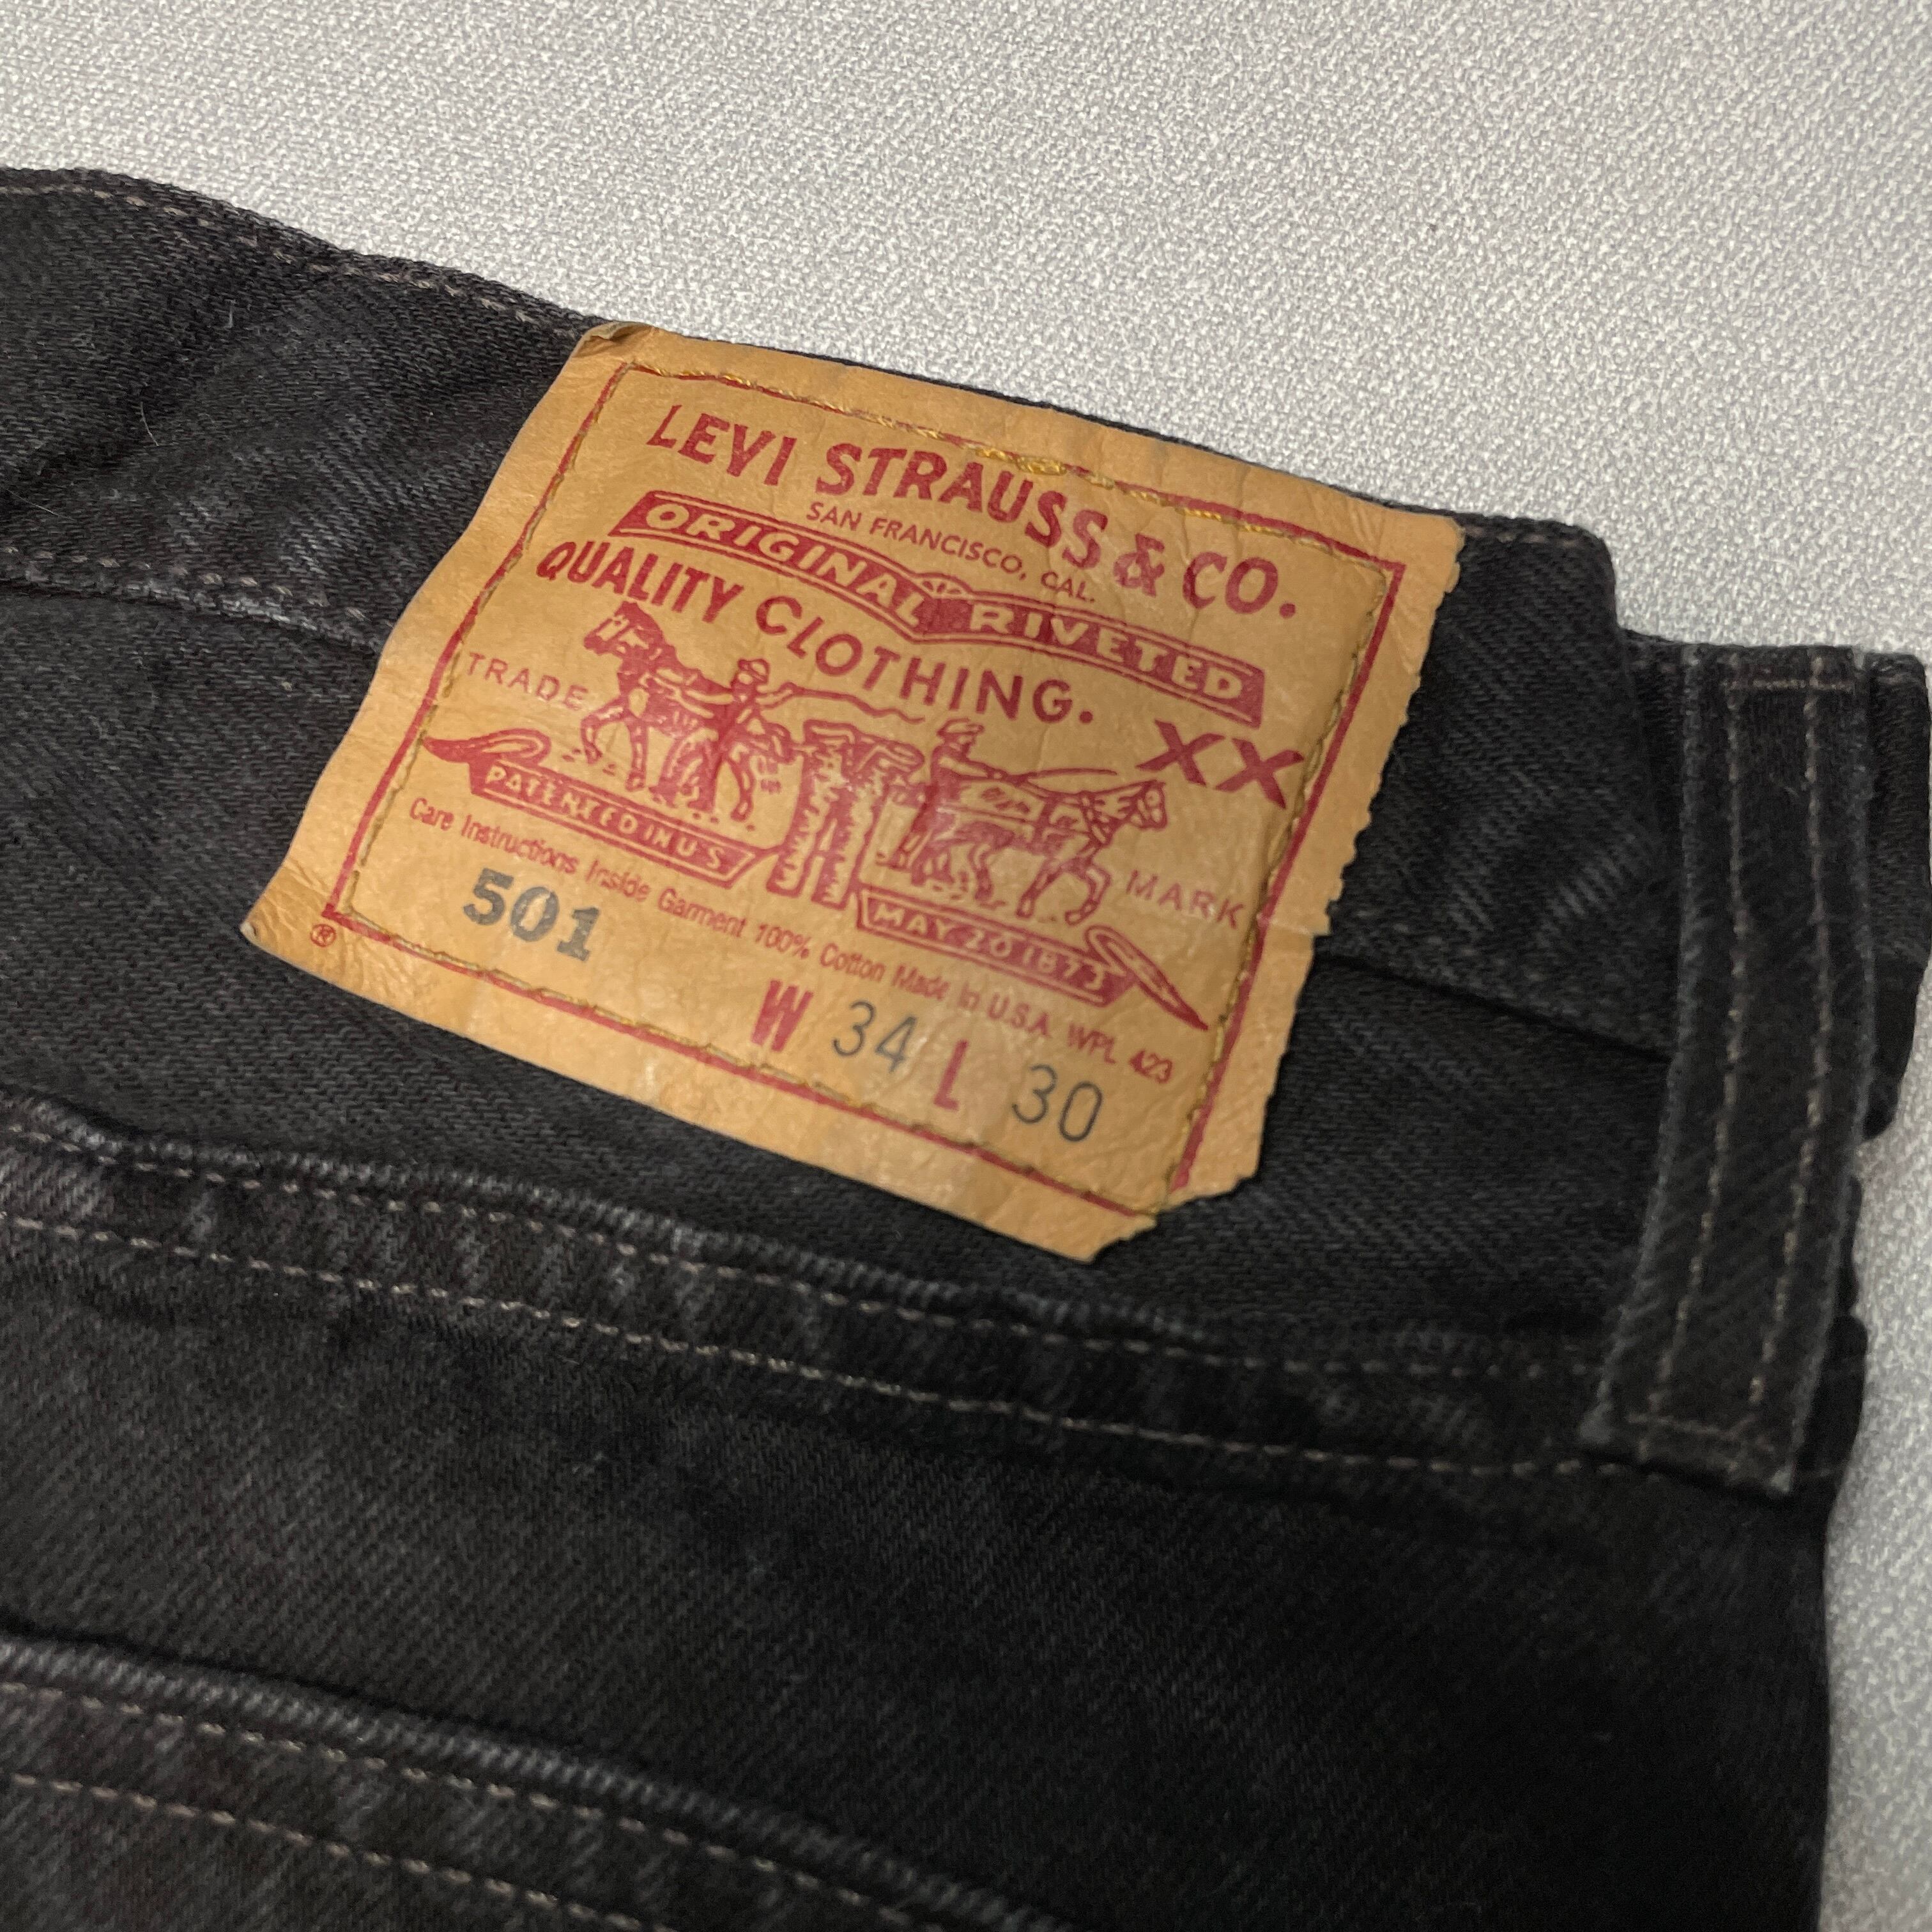 LEVI STRAUSS & CO.
SAN FRANCISCO, CAL.
ORIGINAL RIVETED
QUALITY CLOTHING.
TRADE MARK XX
PATENTED IN U S MAY 20 1873
Care Instructions Inside Garment 100% Cotton Made In U.S.A. WPL 423
501
W 34 L 30
®